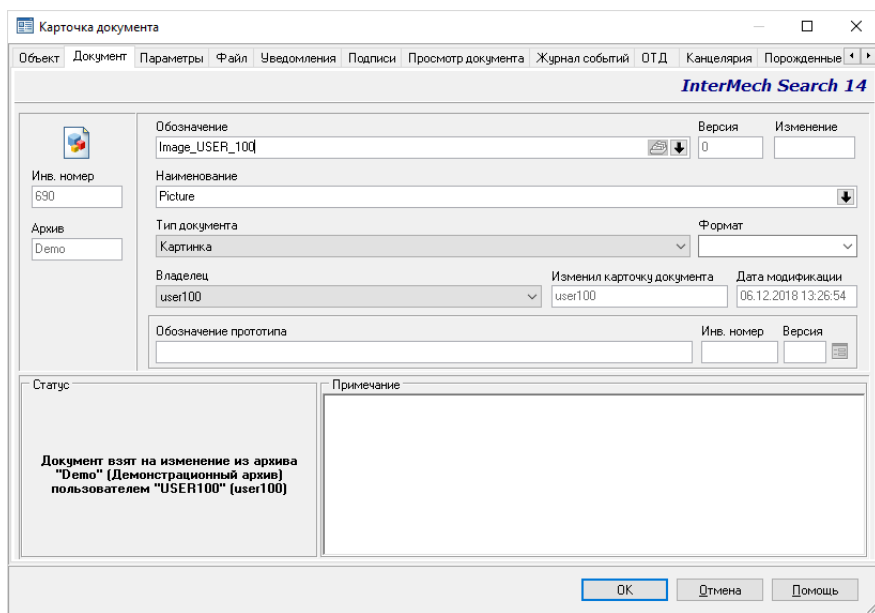 Карточка документа
Объект Документ Параметры Файл Уведомления Подписи Просмотр документа Журнал событий ОТД Канцелярия Порожденные
InterMech Search 14
Обозначение Версия Изменение
Image_USER_100 0
Инв. номер Наименование
690 Picture
Архив Тип документа Формат
Demo Картинка
Владелец Изменил карточку документа Дата модификации
user100 user100 06.12.2018 13:26:54
Обозначение прототипа Инв. номер Версия
Статус Примечание
Документ взят на изменение из архива
"Demo" (Демонстрационный архив)
пользователем "USER100" (user100)
OK Отмена Помощь